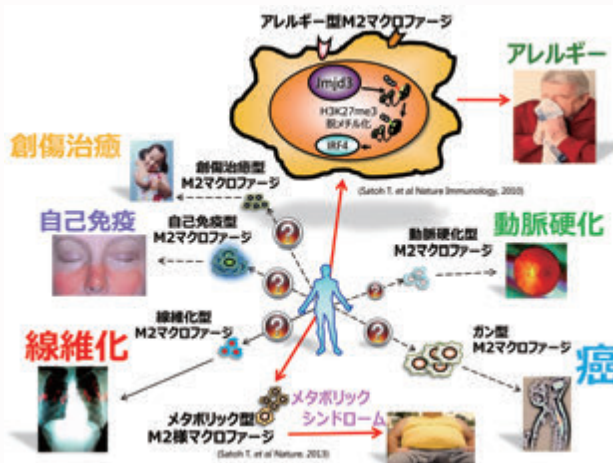 アレルギー型M2マクロファージ
アレルギー
Jmjd3
H3K27me3
脱メチル化
IRF4
(Satoh T. et al Nature Immunology, 2010)
創傷治癒
創傷治癒型
M2マクロファージ
?
自己免疫
自己免疫型
M2マクロファージ
?
動脈硬化型
M2マクロファージ
動脈硬化
?
線維化
線維化型
M2マクロファージ
?
?
ガン型
M2マクロファージ
癌
メタボリック型
M2様マクロファージ
メタボリック
シンドローム
(Satoh T. et al Nature, 2013)